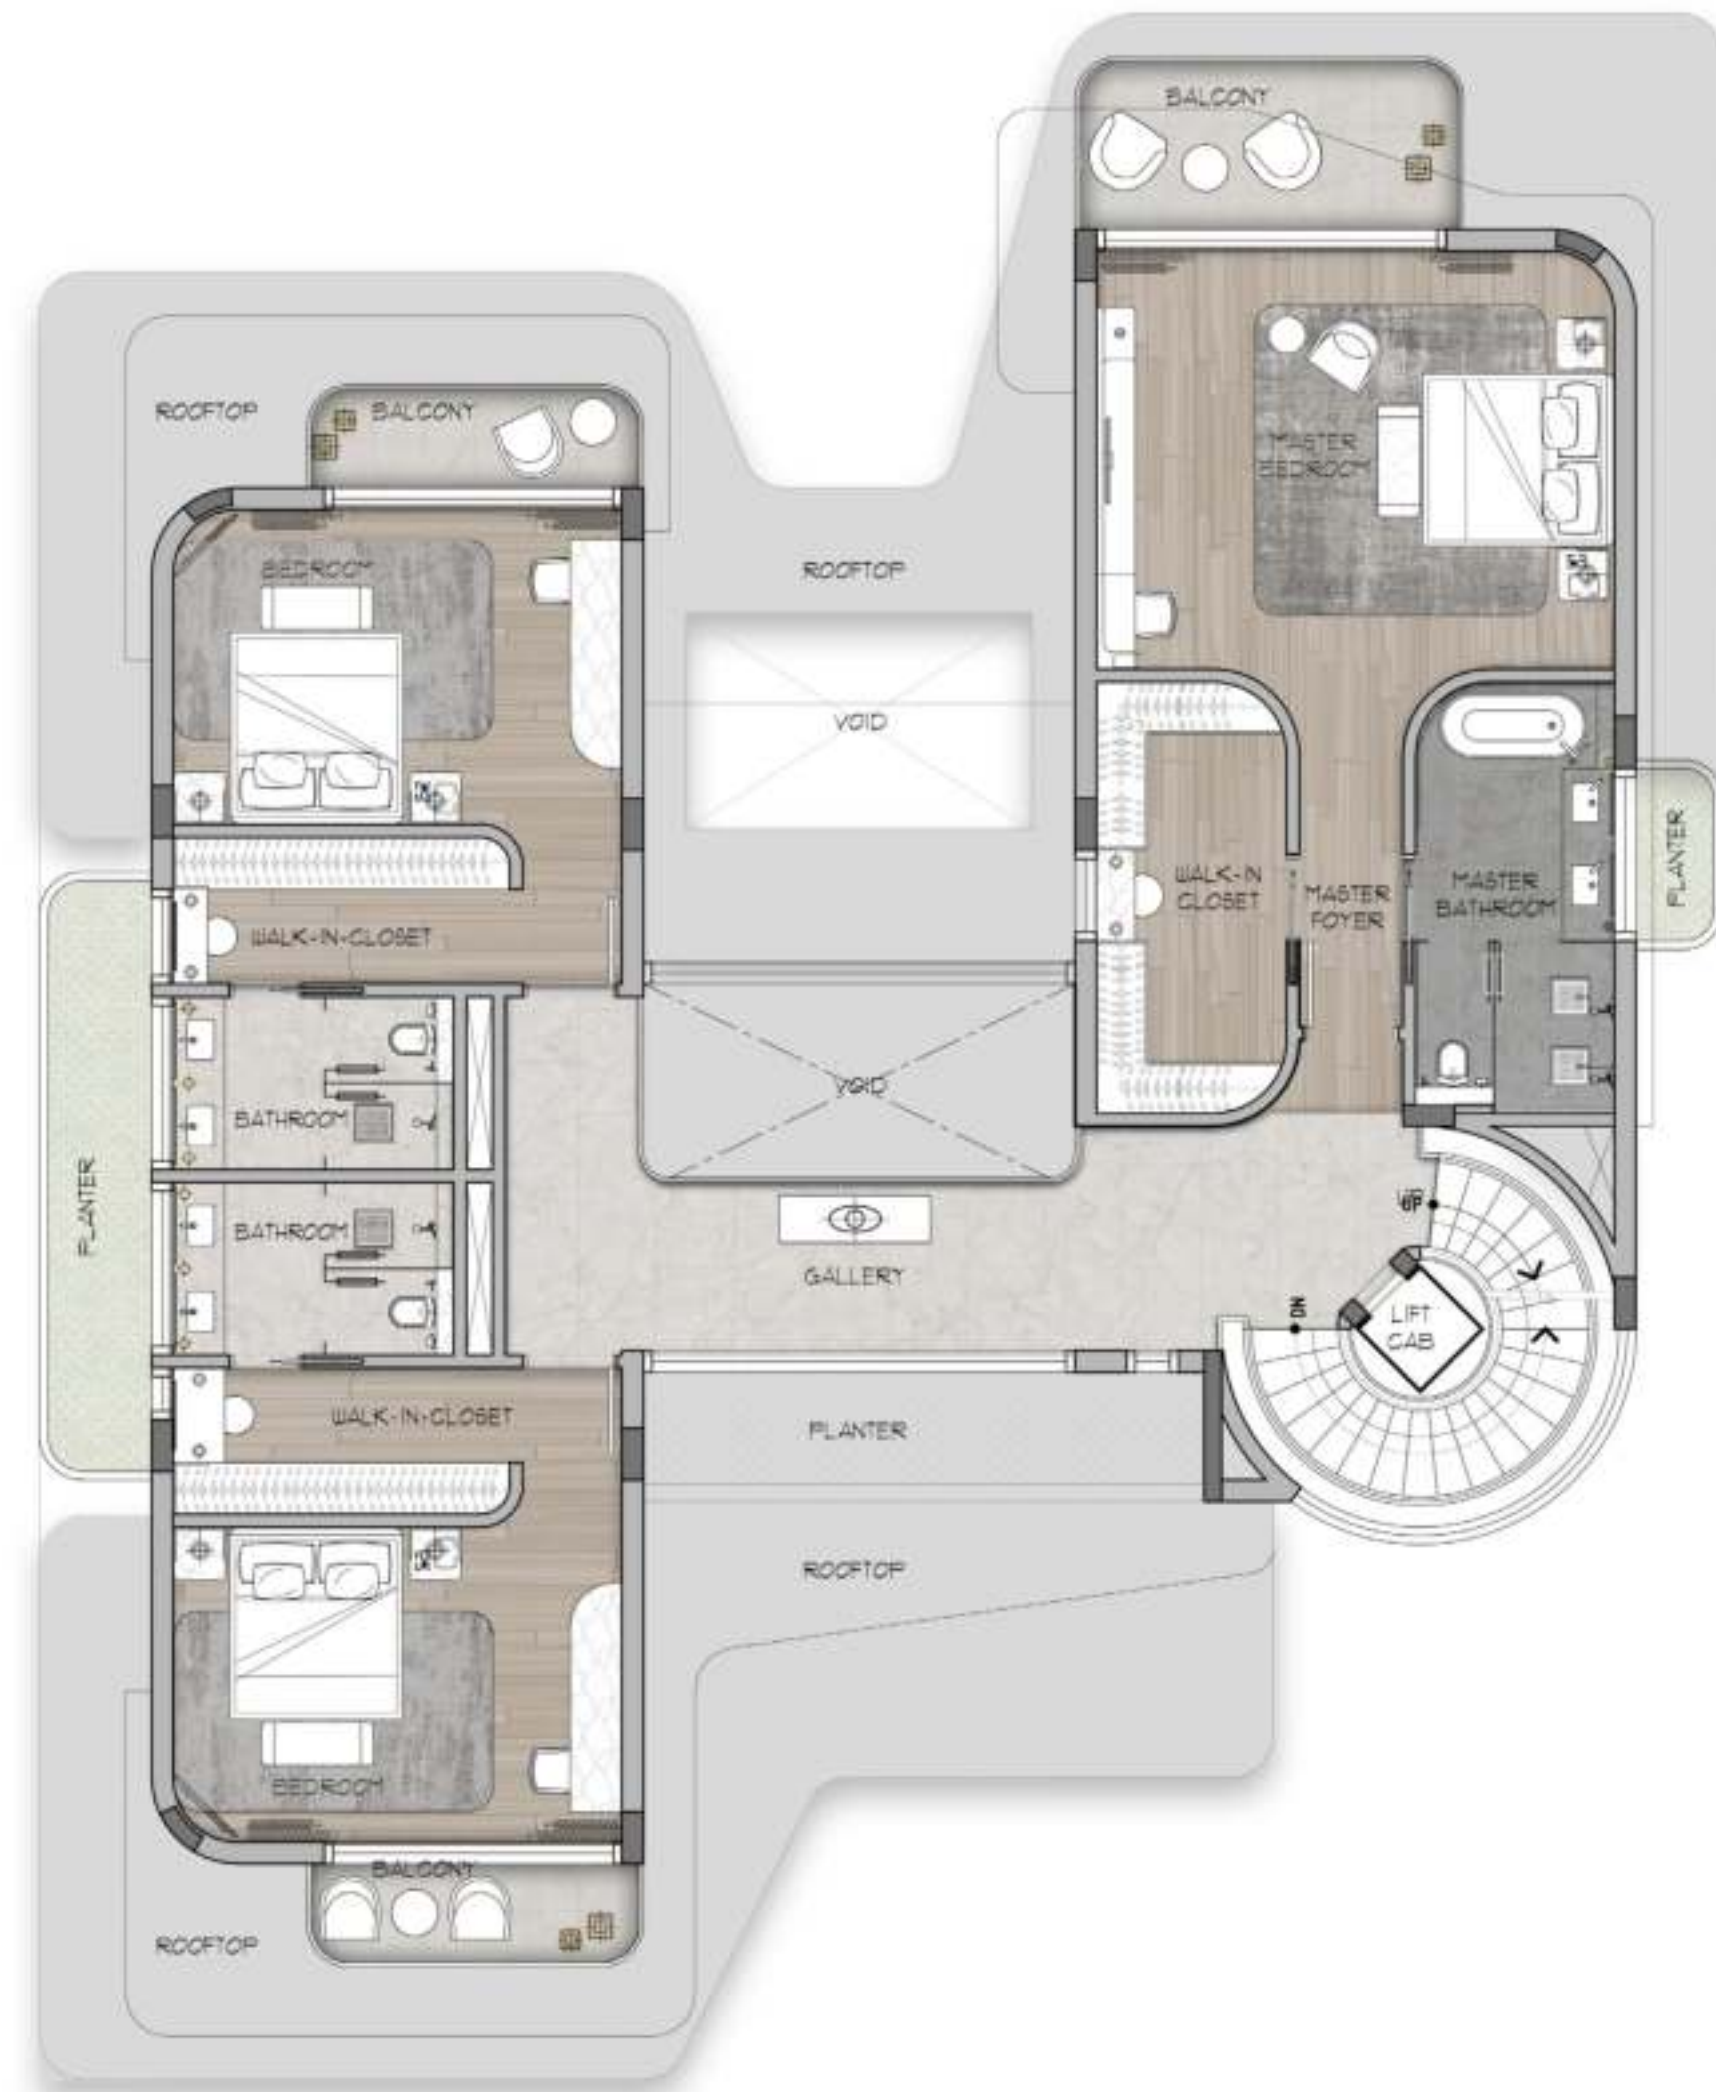 BALCONY
ROOFTOP
BALCONY
MASTER
BEDROOM
BEDROOM
ROOFTOP
VOID
PLANTER
WALK-IN
CLOSET
MASTER
FOYER
MASTER
BATHROOM
WALK-IN-CLOSET
VOID
BATHROOM
PLANTER
UP
BATHROOM
GALLERY
DN
LIFT
CAB
WALK-IN-CLOSET
PLANTER
ROOFTOP
BEDROOM
BALCONY
ROOFTOP